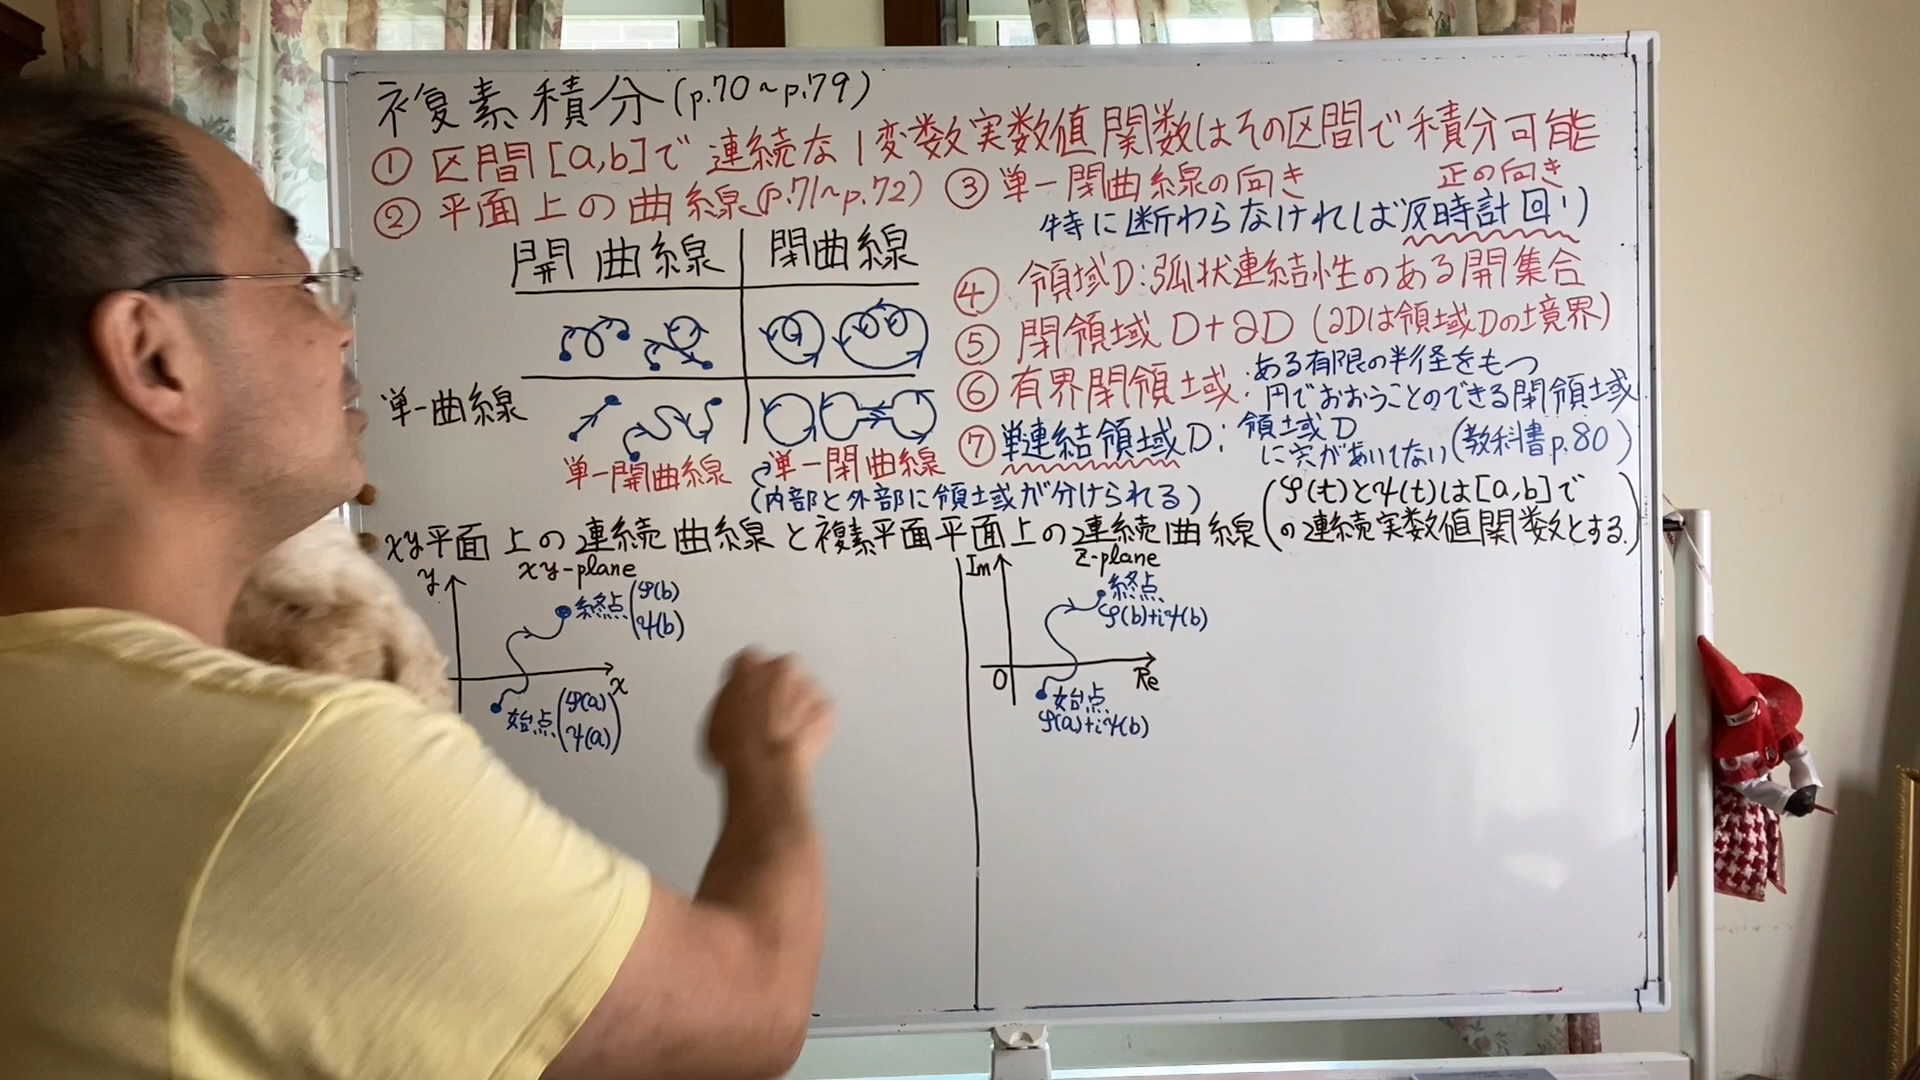 複素積分(p.70~p.79)
① 区間[a,b]で連続な1変数実数値関数はその区間で積分可能
② 平面上の曲線(p.71~p.72)
開曲線 閉曲線
単一曲線
単一開曲線 単一閉曲線
(内部と外部に領域が分けられる)
③ 単一閉曲線の向き 正の向き
特に断わらなければ反時計回り
④ 領域D:弧状連結性のある開集合
⑤ 閉領域 D+∂D (∂Dは領域Dの境界)
⑥ 有界閉領域:ある有限の半径をもつ
円でおおうことのできる閉領域
⑦ 単連結領域D:領域D
に穴があいてない(教科書p.80)
xy平面上の連続曲線と複素平面平面上の連続曲線(φ(t)とψ(t)は[a,b]で
の連続実数値関数とする.)
xy-plane
y
終点(φ(b)
ψ(b)
x
始点(φ(a)
ψ(a))
z-plane
Im
終点
φ(b)+iψ(b)
O
Re
始点
φ(a)+iψ(b)